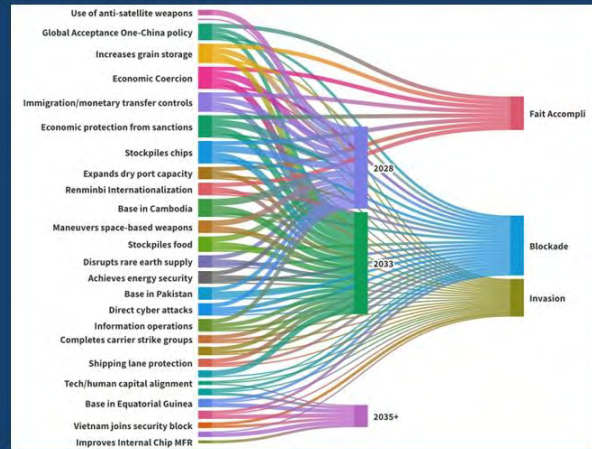 Use of anti-satellite weapons
Global Acceptance One-China policy
Increases grain storage
Economic Coercion
Immigration/monetary transfer controls
Economic protection from sanctions
Stockpiles chips
Expands dry port capacity
Renminbi Internationalization
Base in Cambodia
Maneuvers space-based weapons
Stockpiles food
Disrupts rare earth supply
Achieves energy security
Base in Pakistan
Direct cyber attacks
Information operations
Completes carrier strike groups
Shipping lane protection
Tech/human capital alignment
Base in Equatorial Guinea
Vietnam joins security block
Improves Internal Chip MFR
2028
2033
2035+
Fait Accompli
Blockade
Invasion